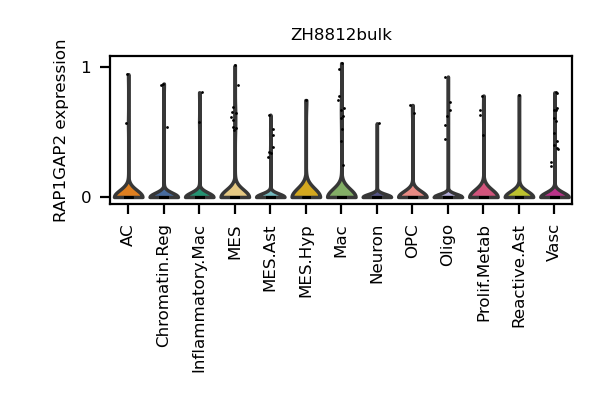 ZH8812bulk
RAP1GAP2 expression
1
0
AC
Chromatin.Reg
Inflammatory.Mac
MES
MES.Ast
MES.Hyp
Mac
Neuron
OPC
Oligo
Prolif.Metab
Reactive.Ast
Vasc